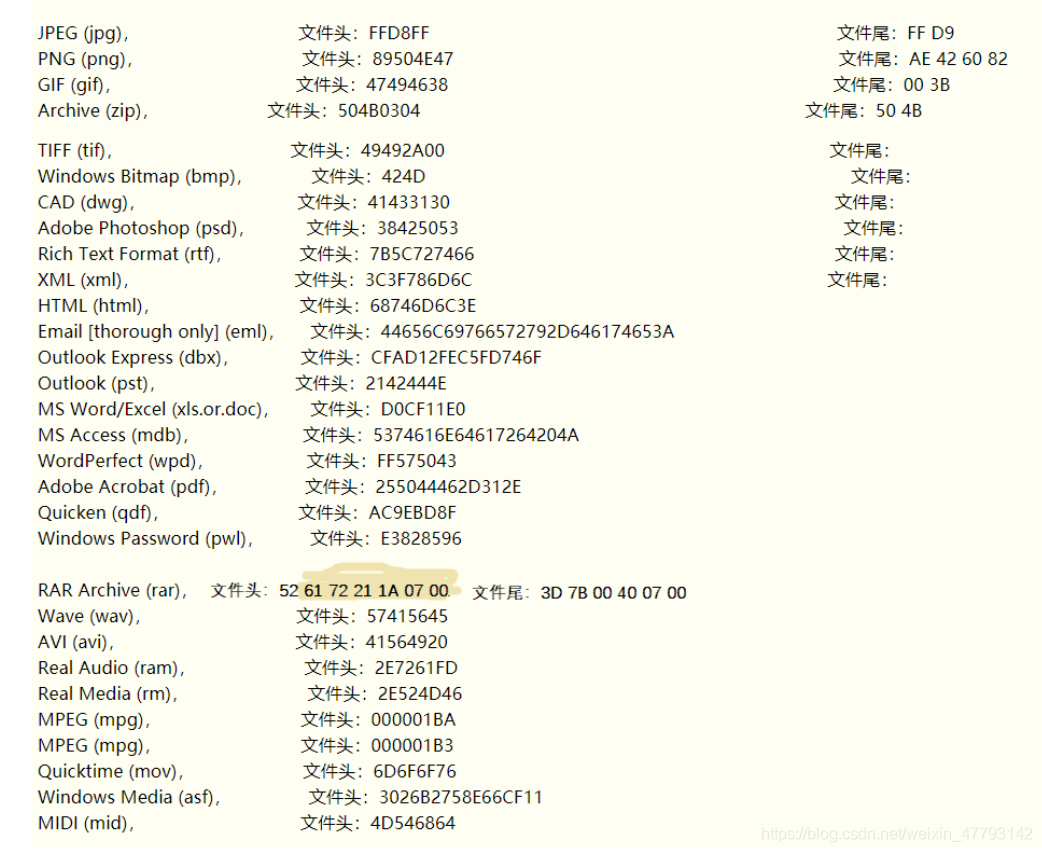 JPEG (jpg)， 文件头：FFD8FF 文件尾：FF D9
PNG (png)， 文件头：89504E47 文件尾：AE 42 60 82
GIF (gif)， 文件头：47494638 文件尾：00 3B
Archive (zip)， 文件头：504B0304 文件尾：50 4B
TIFF (tif)， 文件头：49492A00 文件尾：
Windows Bitmap (bmp)， 文件头：424D 文件尾：
CAD (dwg)， 文件头：41433130 文件尾：
Adobe Photoshop (psd)， 文件头：38425053 文件尾：
Rich Text Format (rtf)， 文件头：7B5C727466 文件尾：
XML (xml)， 文件头：3C3F786D6C 文件尾：
HTML (html)， 文件头：68746D6C3E
Email [thorough only] (eml)， 文件头：44656C69766572792D646174653A
Outlook Express (dbx)， 文件头：CFAD12FEC5FD746F
Outlook (pst)， 文件头：2142444E
MS Word/Excel (xls.or.doc)， 文件头：D0CF11E0
MS Access (mdb)， 文件头：5374616E64617264204A
WordPerfect (wpd)， 文件头：FF575043
Adobe Acrobat (pdf)， 文件头：255044462D312E
Quicken (qdf)， 文件头：AC9EBD8F
Windows Password (pwl)， 文件头：E3828596
RAR Archive (rar)， 文件头：52 61 72 21 1A 07 00 文件尾：3D 7B 00 40 07 00
Wave (wav)， 文件头：57415645
AVI (avi)， 文件头：41564920
Real Audio (ram)， 文件头：2E7261FD
Real Media (rm)， 文件头：2E524D46
MPEG (mpg)， 文件头：000001BA
MPEG (mpg)， 文件头：000001B3
Quicktime (mov)， 文件头：6D6F6F76
Windows Media (asf)， 文件头：3026B2758E66CF11
MIDI (mid)， 文件头：4D546864
https://blog.csdn.net/weixin_47793142